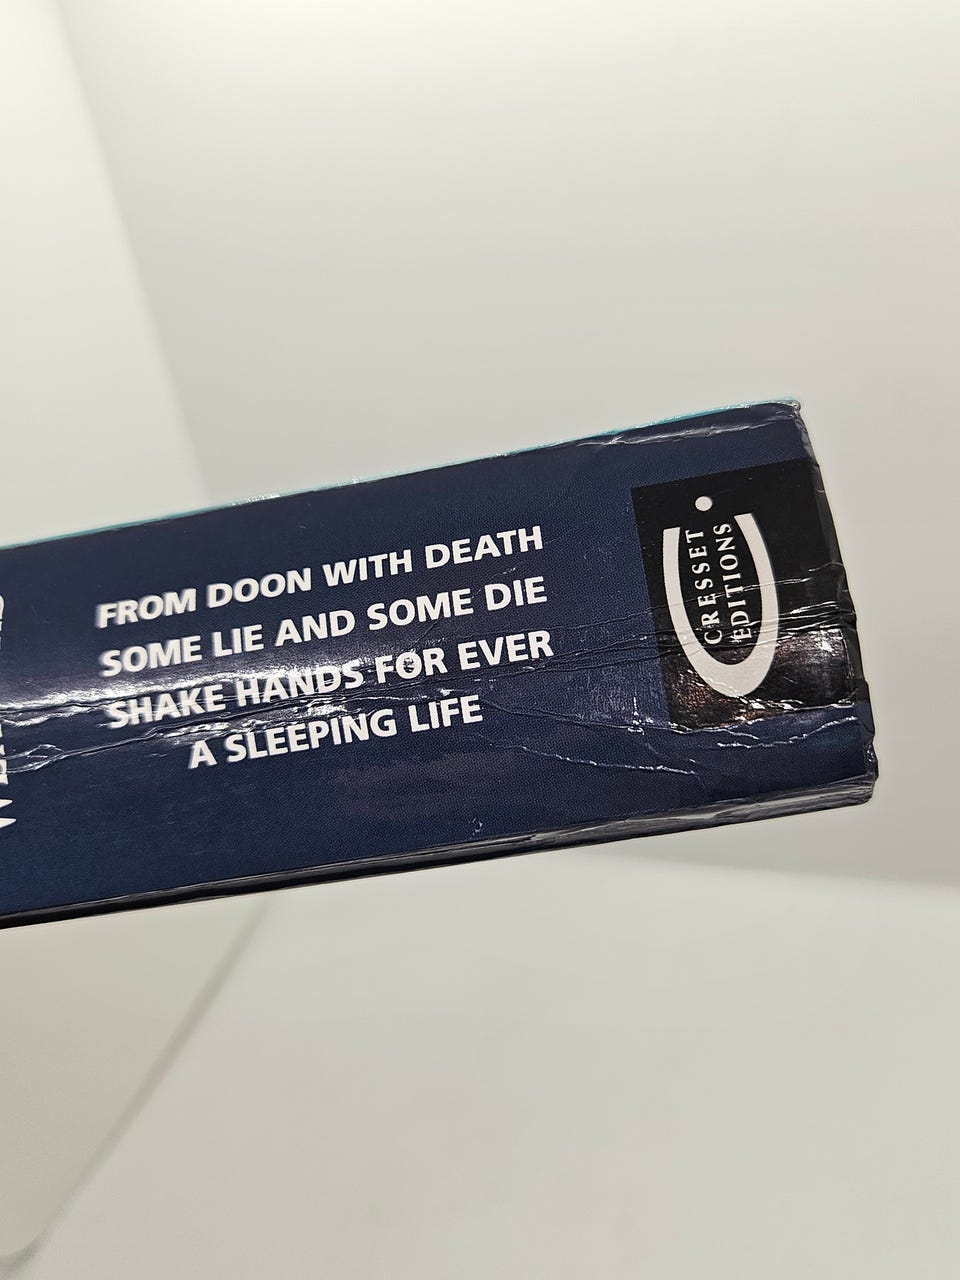 FROM DOON WITH DEATH
SOME LIE AND SOME DIE
SHAKE HANDS FOR EVER
A SLEEPING LIFE
CRESSET
EDITIONS